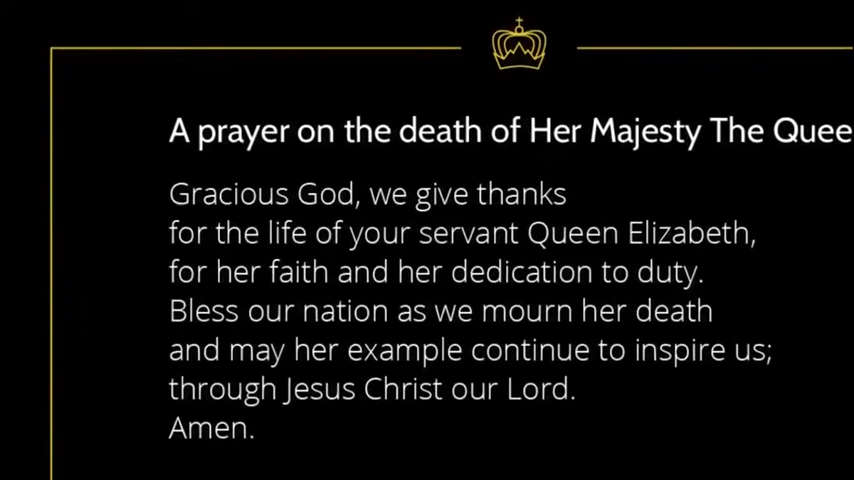 A prayer on the death of Her Majesty The Quee
Gracious God, we give thanks
for the life of your servant Queen Elizabeth,
for her faith and her dedication to duty.
Bless our nation as we mourn her death
and may her example continue to inspire us;
through Jesus Christ our Lord.
Amen.